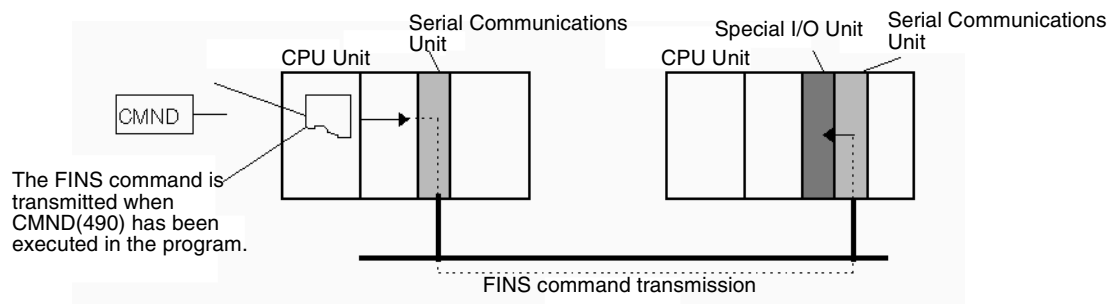 Serial Communications
Unit
CPU Unit
Special I/O Unit
Serial Communications
Unit
CPU Unit
CMND
The FINS command is
transmitted when
CMND(490) has been
executed in the program.
FINS command transmission